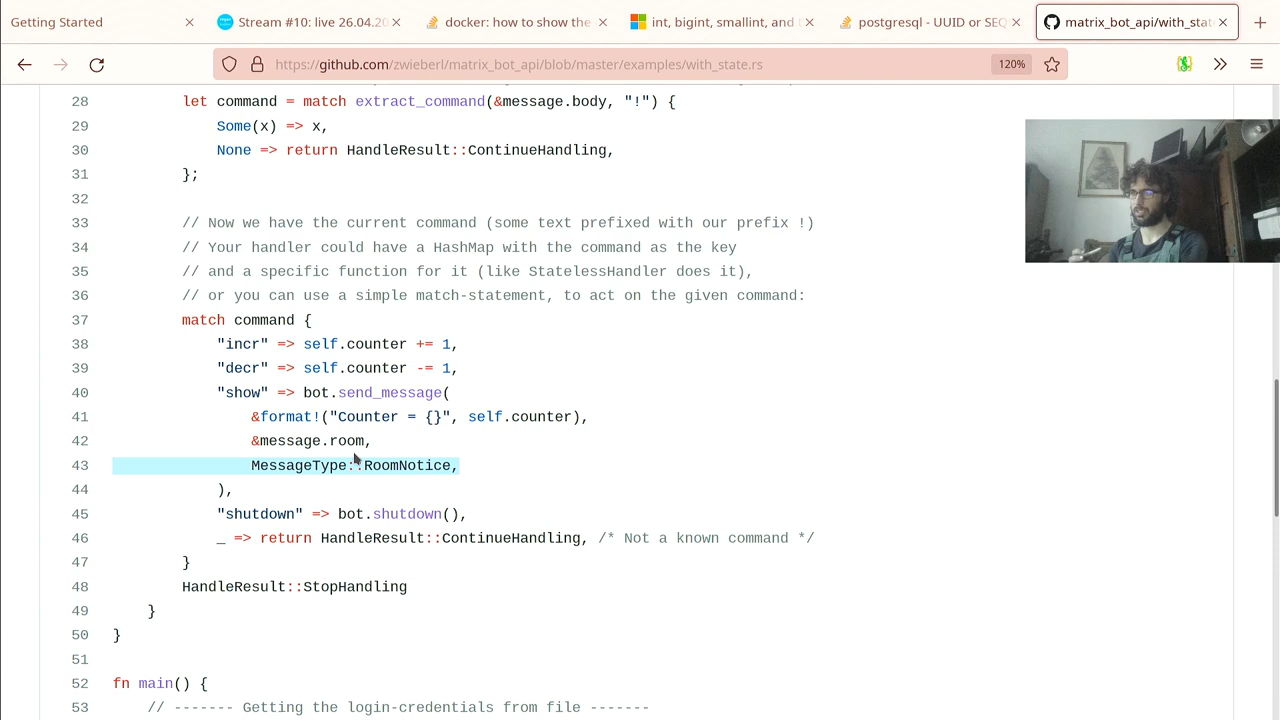 Getting Started
Stream #10: live 26.04.20
docker: how to show the
int, bigint, smallint, and
postgresql - UUID or SEQ
matrix_bot_api/with_stat
https://github.com/zwieberl/matrix_bot_api/blob/master/examples/with_state.rs
120%
28 let command = match extract_command(&message.body, "!") {
29 Some(x) => x,
30 None => return HandleResult::ContinueHandling,
31 };
32
33 // Now we have the current command (some text prefixed with our prefix !)
34 // Your handler could have a HashMap with the command as the key
35 // and a specific function for it (like StatelessHandler does it),
36 // or you can use a simple match-statement, to act on the given command:
37 match command {
38 "incr" => self.counter += 1,
39 "decr" => self.counter -= 1,
40 "show" => bot.send_message(
41 &format!("Counter = {}", self.counter),
42 &message.room,
43 MessageType::RoomNotice,
44 ),
45 "shutdown" => bot.shutdown(),
46 _ => return HandleResult::ContinueHandling, /* Not a known command */
47 }
48 HandleResult::StopHandling
49 }
50 }
51
52 fn main() {
53 // ------- Getting the login-credentials from file -------